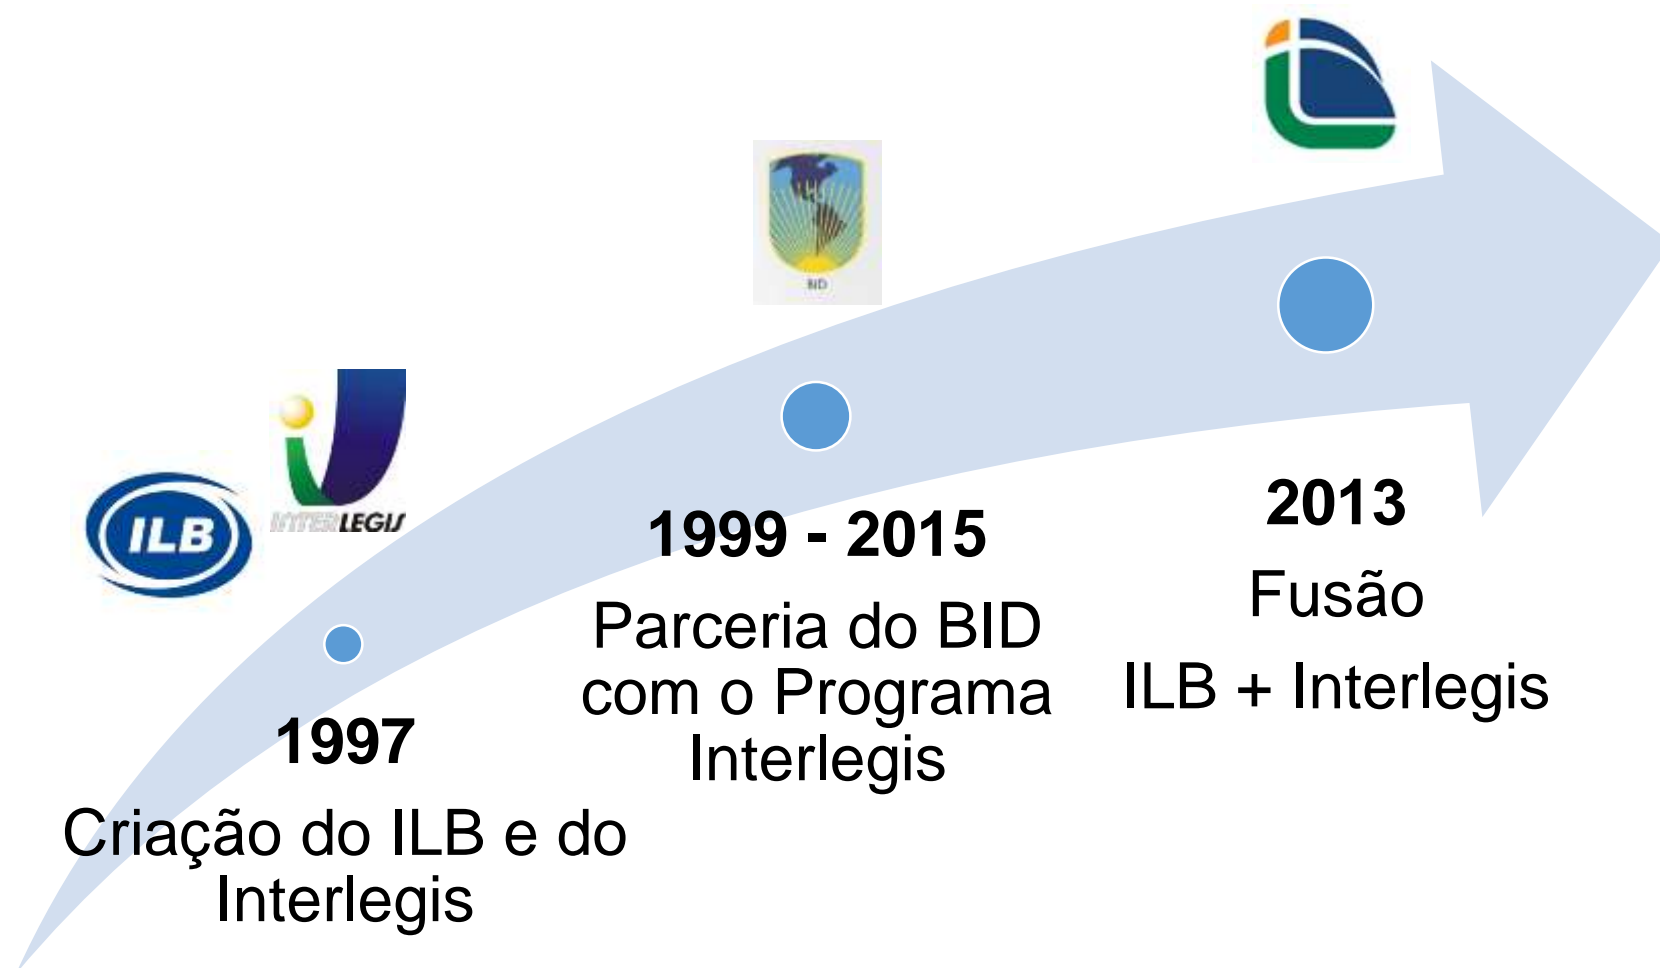 ILB
INTERLEGIS
1997
Criação do ILB e do
Interlegis
BID
1999 - 2015
Parceria do BID
com o Programa
Interlegis
2013
Fusão
ILB + Interlegis